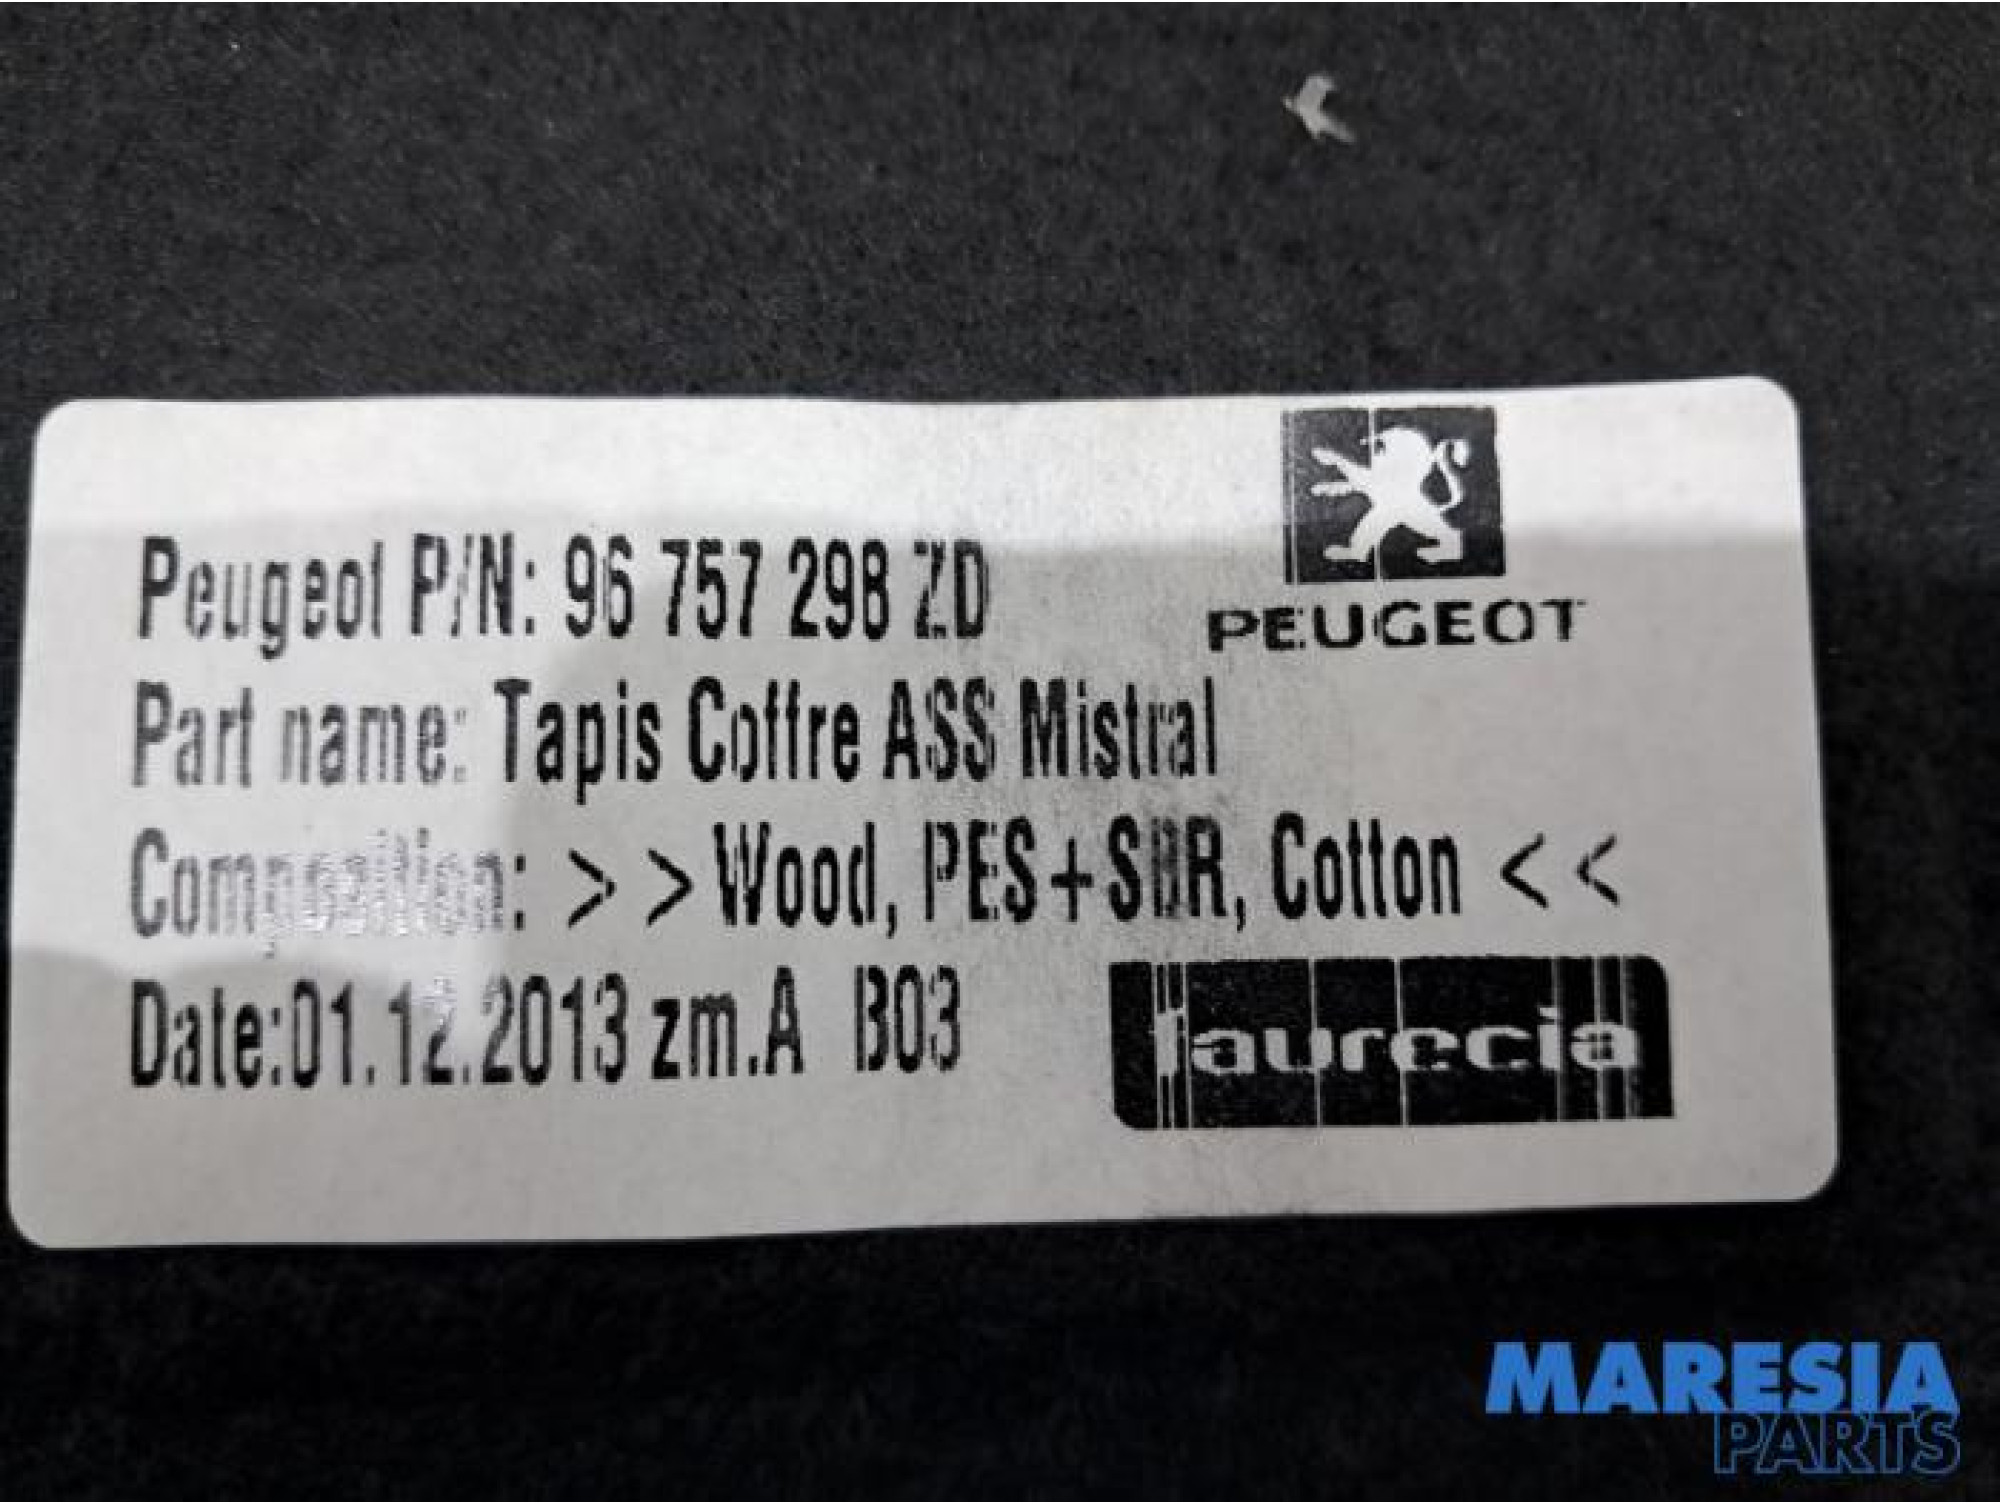 PEUGEOT
Peugeot P/N: 96 757 298 ZD
Part name: Tapis Coffre ASS Mistral
: > > Wood, PES+SBR, Cotton < <
Date:01.12.2013 zm.A B03
faurecia
MARESIA
PARTS